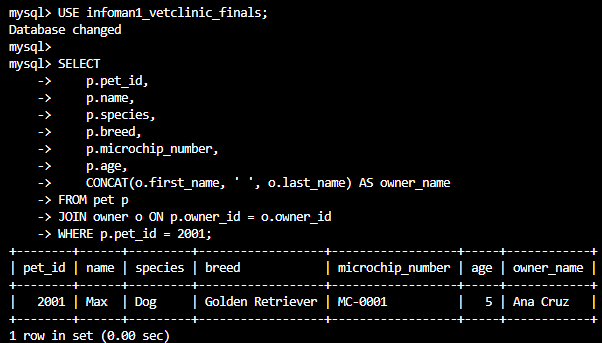 mysql> USE infoman1_vetclinic_finals;
Database changed
mysql>
mysql> SELECT
    ->     p.pet_id,
    ->     p.name,
    ->     p.species,
    ->     p.breed,
    ->     p.microchip_number,
    ->     p.age,
    ->     CONCAT(o.first_name, ' ', o.last_name) AS owner_name
    -> FROM pet p
    -> JOIN owner o ON p.owner_id = o.owner_id
    -> WHERE p.pet_id = 2001;
+--------+------+---------+------------------+------------------+-----+------------+
| pet_id | name | species | breed            | microchip_number | age | owner_name |
+--------+------+---------+------------------+------------------+-----+------------+
|   2001 | Max  | Dog     | Golden Retriever | MC-0001          |   5 | Ana Cruz   |
+--------+------+---------+------------------+------------------+-----+------------+
1 row in set (0.00 sec)